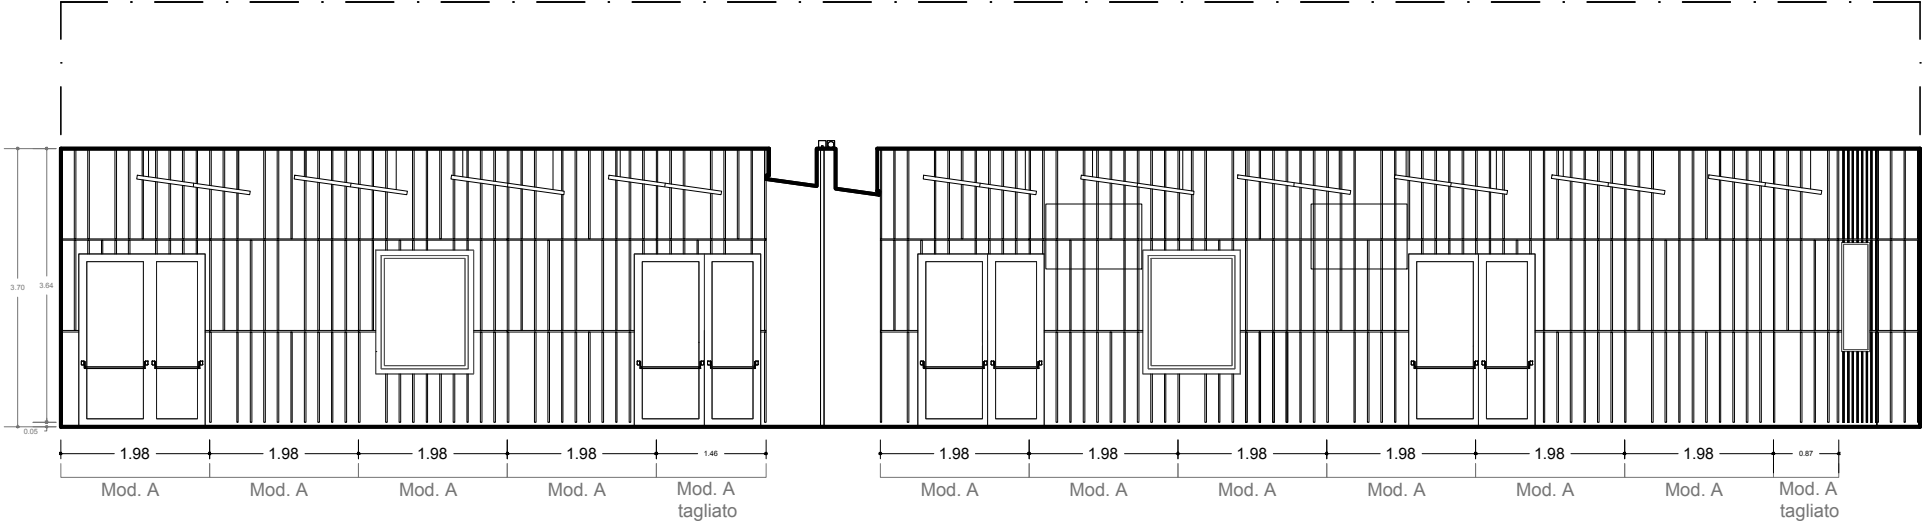 3.70
3.64
0.05
1.98 1.98 1.98 1.98 1.46 1.98 1.98 1.98 1.98 1.98 1.98 0.87
Mod. A Mod. A Mod. A Mod. A Mod. A Mod. A Mod. A Mod. A Mod. A Mod. A Mod. A Mod. A
tagliato tagliato